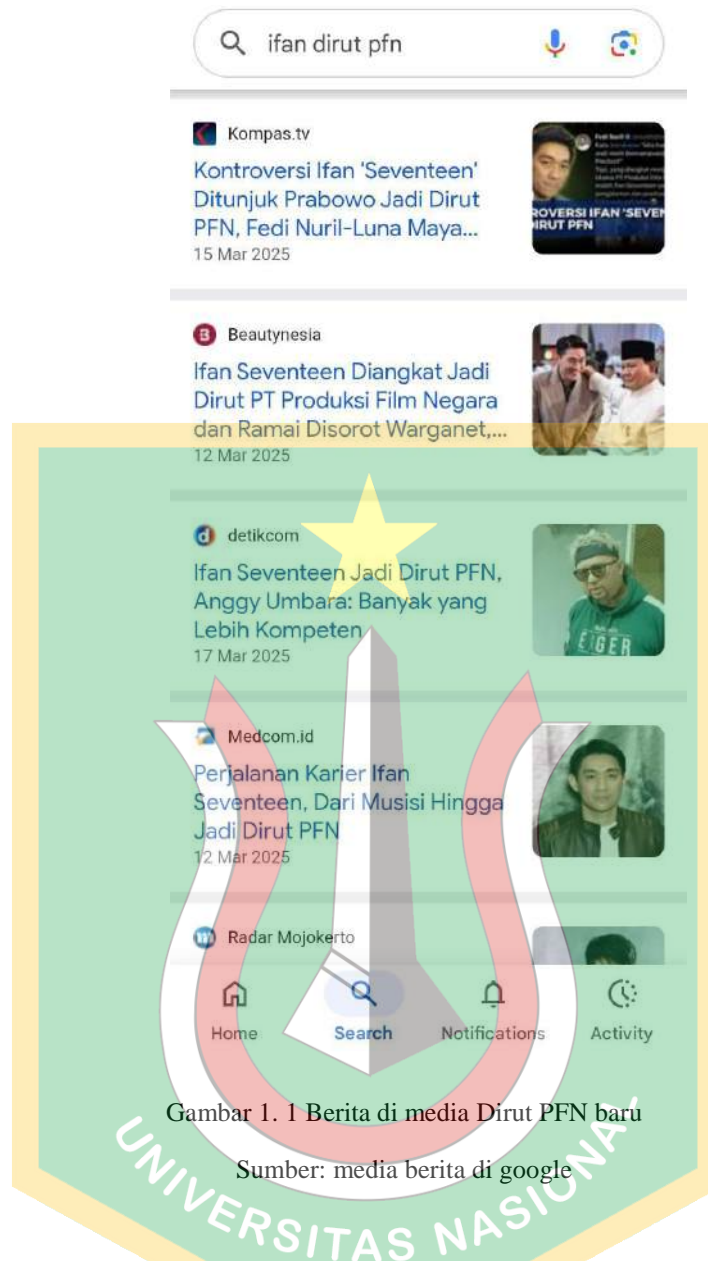 ifan dirut pfn
Kompas.tv
Kontroversi Ifan 'Seventeen'
Ditunjuk Prabowo Jadi Dirut
PFN, Fedi Nuril-Luna Maya...
15 Mar 2025
ROVERSI IFAN 'SEVEN
DIRUT PFN
Beautynesia
Ifan Seventeen Diangkat Jadi
Dirut PT Produksi Film Negara
dan Ramai Disorot Warganet,...
12 Mar 2025
detikcom
Ifan Seventeen Jadi Dirut PFN,
Anggy Umbara: Banyak yang
Lebih Kompeten
17 Mar 2025
EIGER
Medcom.id
Perjalanan Karier Ifan
Seventeen, Dari Musisi Hingga
Jadi Dirut PFN
12 Mar 2025
Radar Mojokerto
Home Search Notifications Activity
Gambar 1. 1 Berita di media Dirut PFN baru
Sumber: media berita di google
UNIVERSITAS NASIONAL